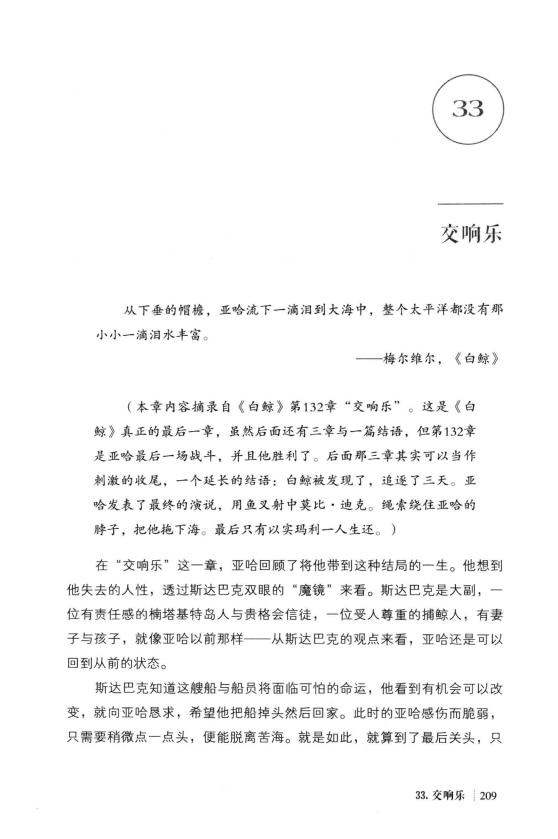 33
交响乐
从下垂的帽檐，亚哈流下一滴泪到大海中，整个太平洋都没有那
小小一滴泪水丰富。
——梅尔维尔，《白鲸》
（本章内容摘录自《白鲸》第132章“交响乐”。这是《白
鲸》真正的最后一章，虽然后面还有三章与一篇结语，但第132章
是亚哈最后一场战斗，并且他胜利了。后面那三章其实可以当作
刺激的收尾，一个延长的结语：白鲸被发现了，追逐了三天。亚
哈发表了最终的演说，用鱼叉射中莫比·迪克。绳索绕住亚哈的
脖子，把他拖下海。最后只有以实玛利一人生还。）
在“交响乐”这一章，亚哈回顾了将他带到这种结局的一生。他想到
他失去的人性，透过斯达巴克双眼的“魔镜”来看。斯达巴克是大副，一
位有责任感的楠塔基特岛人与贵格会信徒，一位受人尊重的捕鲸人，有妻
子与孩子，就像亚哈以前那样——从斯达巴克的观点来看，亚哈还是可以
回到从前的状态。
斯达巴克知道这艘船与船员将面临可怕的命运，他看到有机会可以改
变，就向亚哈恳求，希望他把船掉头然后回家。此时的亚哈感伤而脆弱，
只需要稍微点一点头，便能脱离苦海。就是如此，就算到了最后关头，只
33. 交响乐 | 209